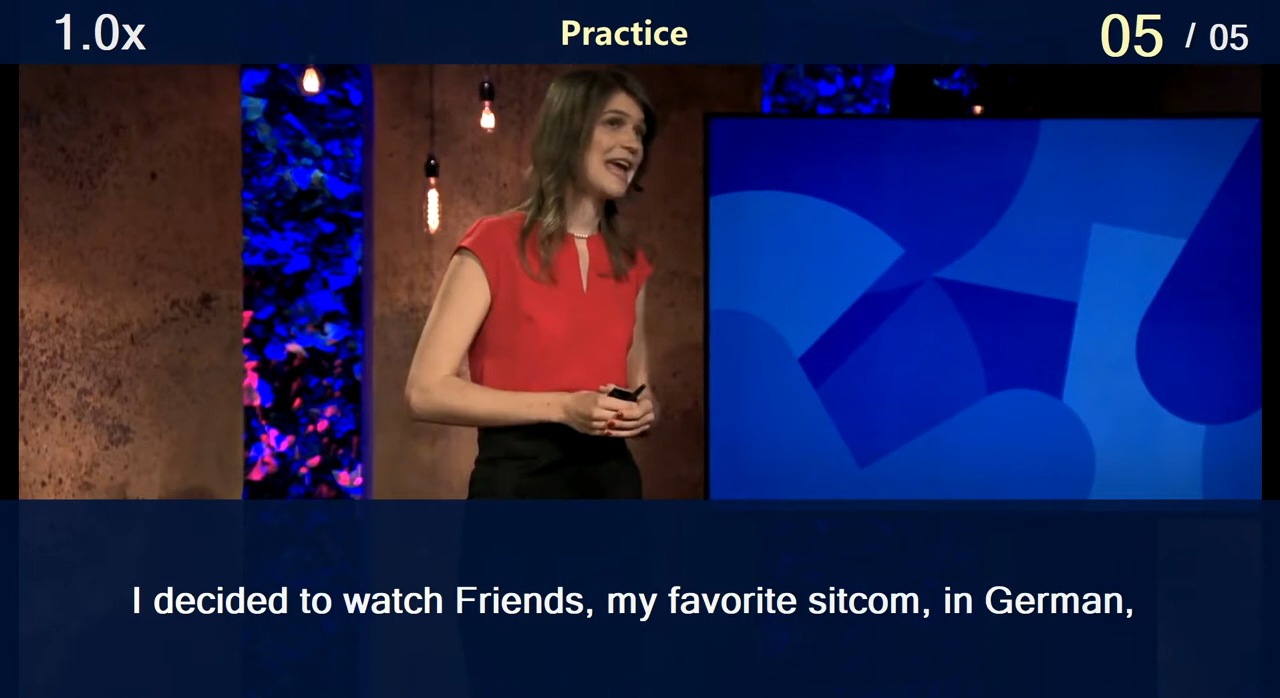 1.0x
Practice
05 / 05
I decided to watch Friends, my favorite sitcom, in German,